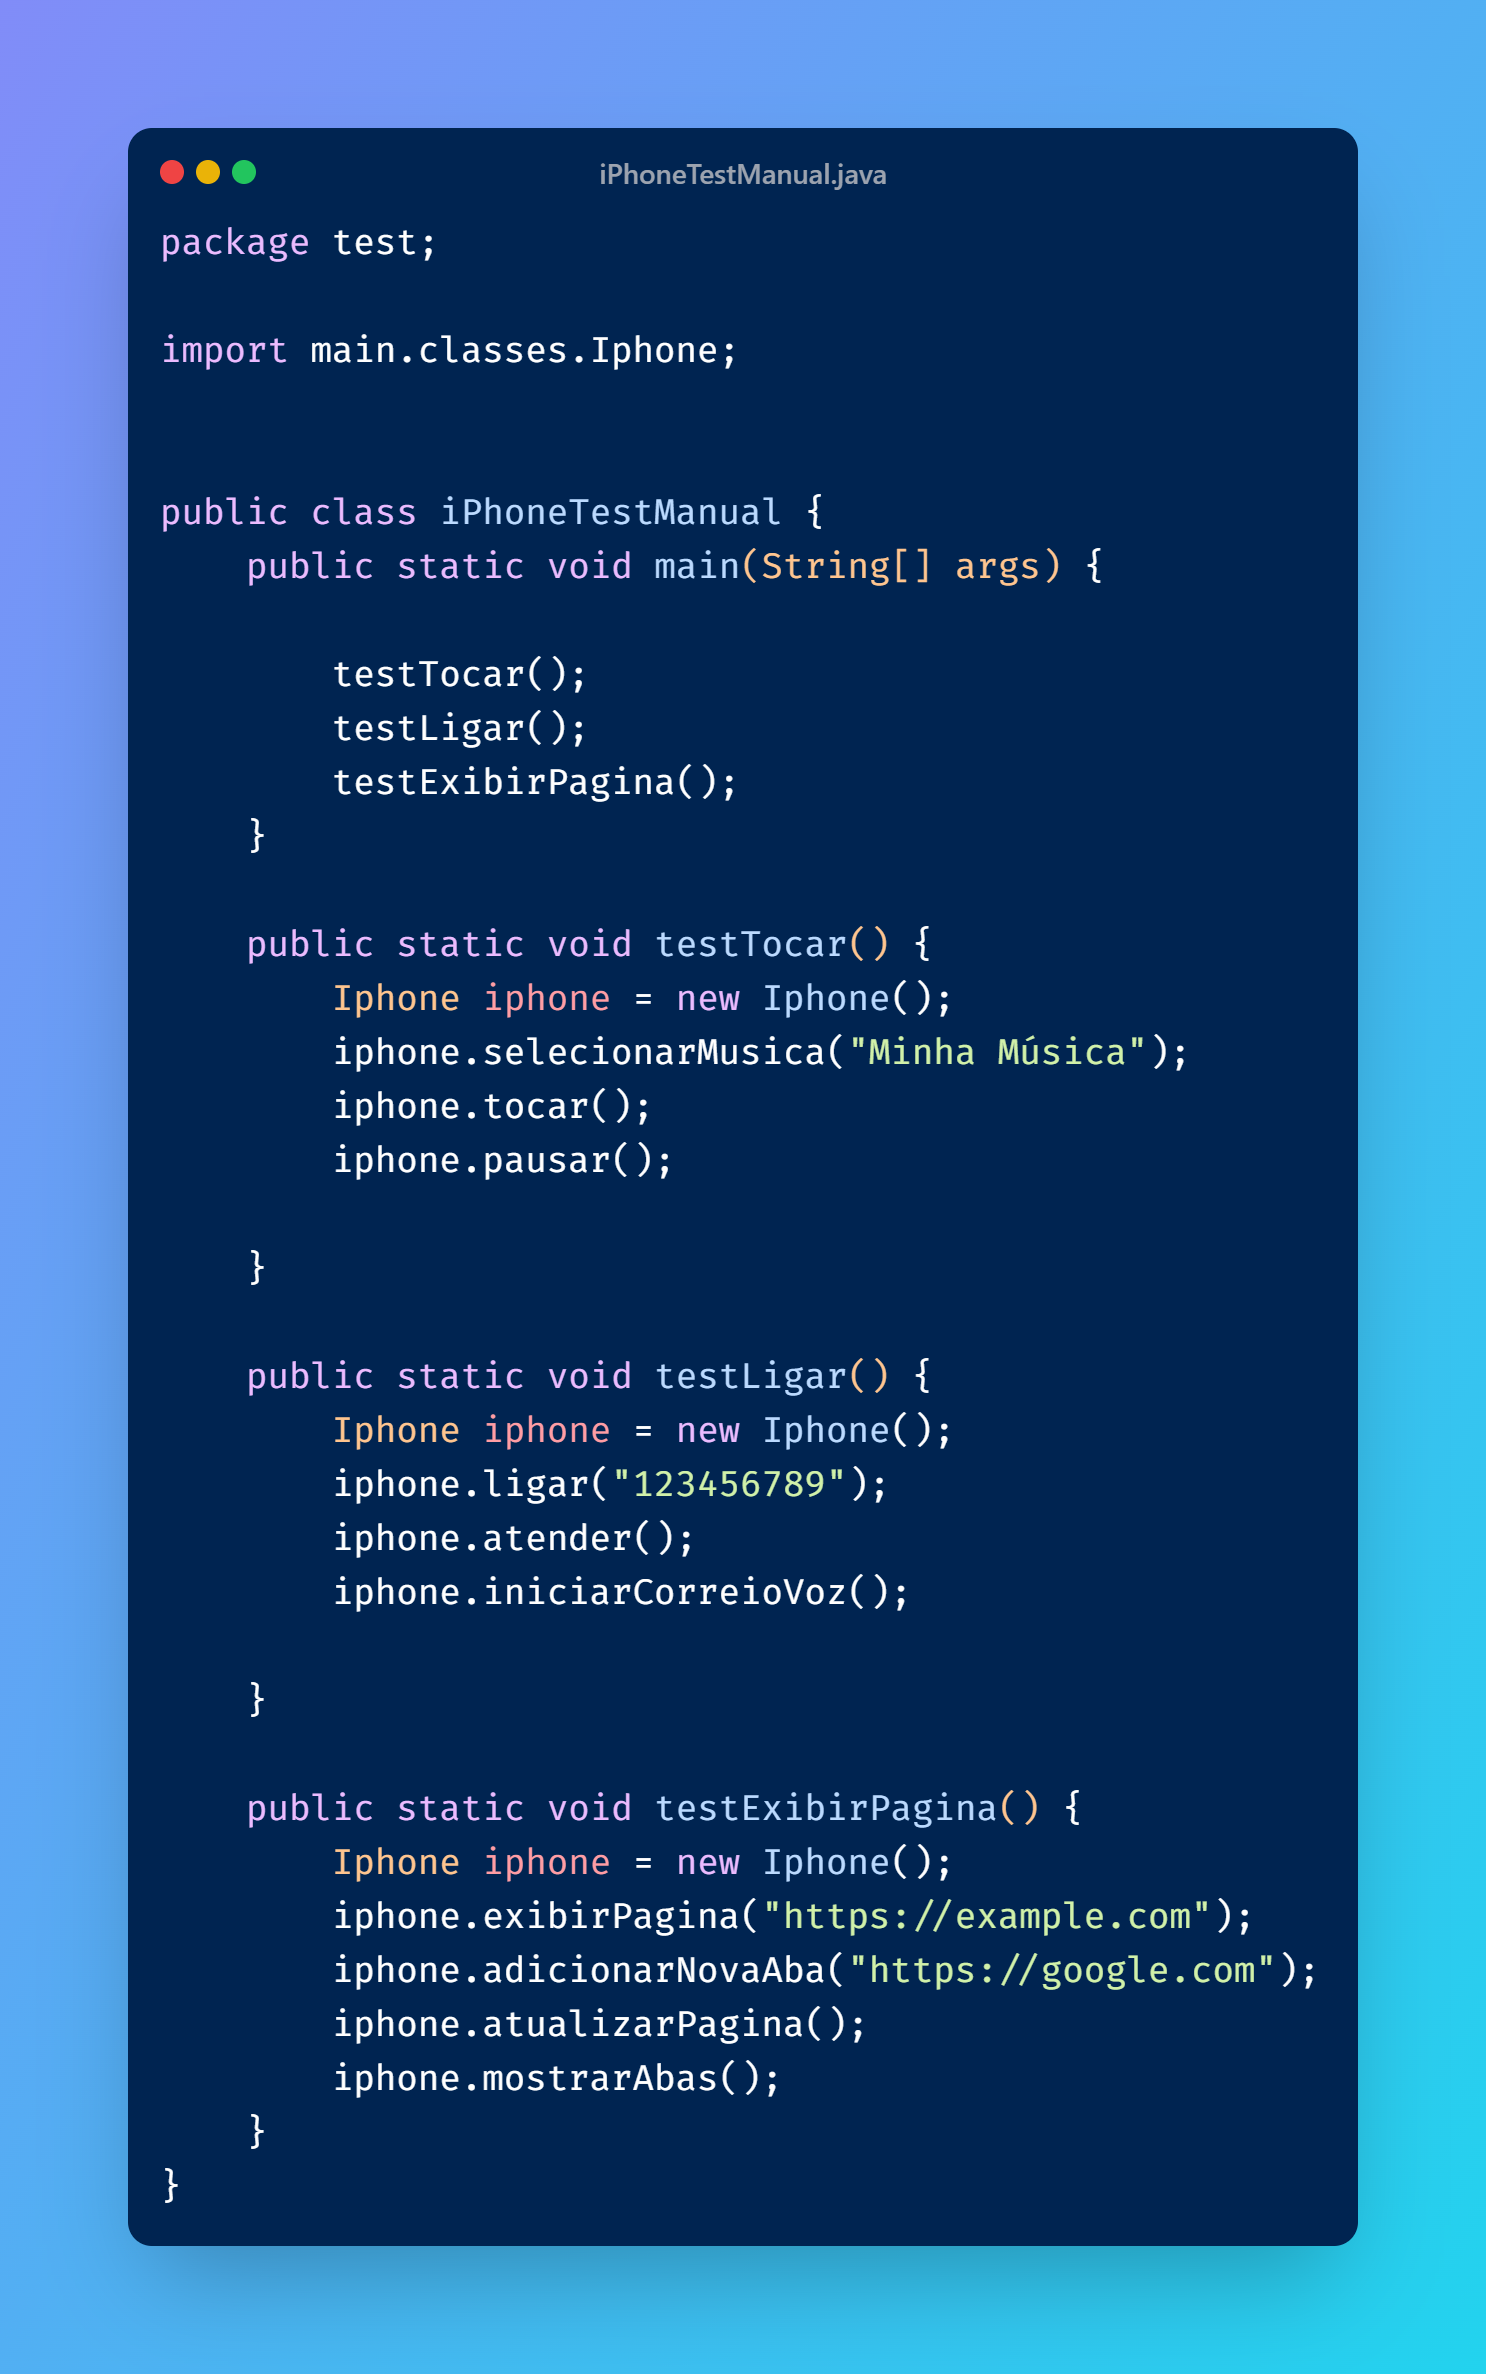 iPhoneTestManual.java
package test;
import main.classes.Iphone;
public class iPhoneTestManual {
    public static void main(String[] args) {
        testTocar();
        testLigar();
        testExibirPagina();
    }
    public static void testTocar() {
        Iphone iphone = new Iphone();
        iphone.selecionarMusica("Minha Música");
        iphone.tocar();
        iphone.pausar();
    }
    public static void testLigar() {
        Iphone iphone = new Iphone();
        iphone.ligar("123456789");
        iphone.atender();
        iphone.iniciarCorreioVoz();
    }
    public static void testExibirPagina() {
        Iphone iphone = new Iphone();
        iphone.exibirPagina("https://example.com");
        iphone.adicionarNovaAba("https://google.com");
        iphone.atualizarPagina();
        iphone.mostrarAbas();
    }
}